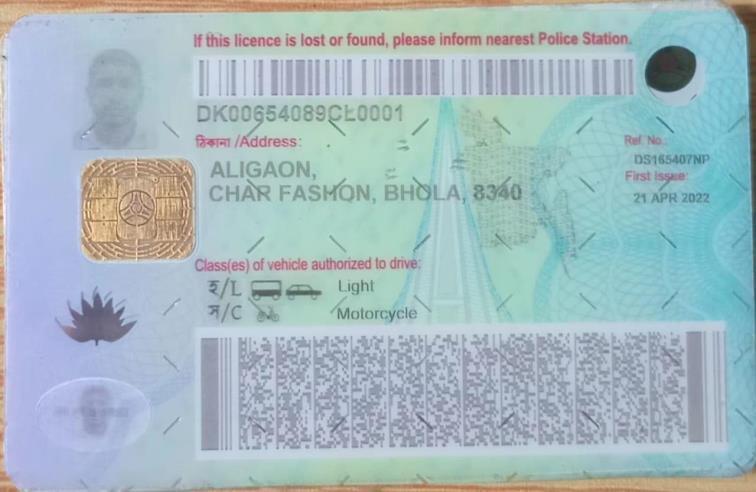 If this licence is lost or found, please inform nearest Police Station.
DK00654089CL0001
ঠিকানা /Address:
ALIGAON,
CHAR FASHON, BHOLA, 8340
Ref. No.:
DS165407NP
First Issue:
21 APR 2022
Class(es) of vehicle authorized to drive:
হ/L Light
ম/C Motorcycle